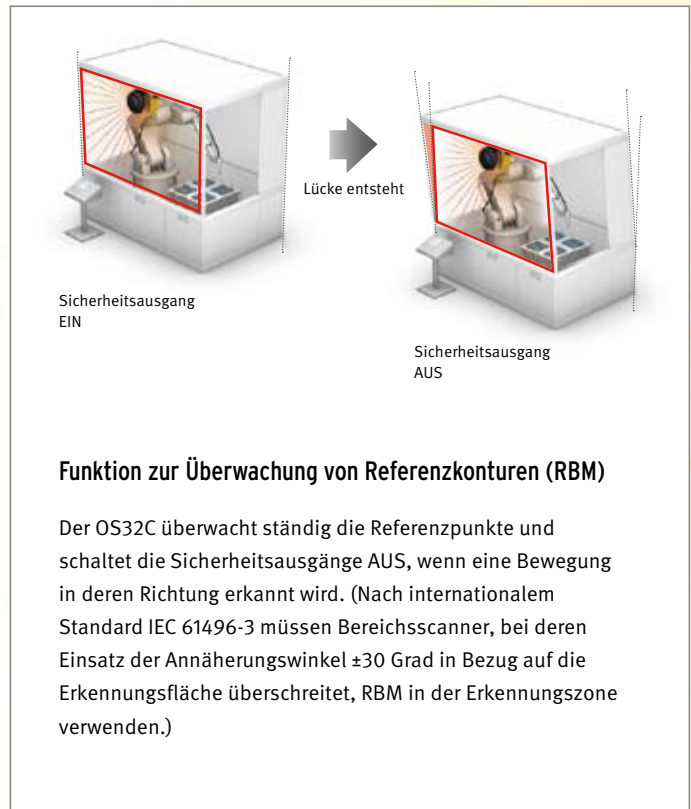 Lücke entsteht
Sicherheitsausgang
EIN
Sicherheitsausgang
AUS
Funktion zur Überwachung von Referenzkonturen (RBM)
Der OS32C überwacht ständig die Referenzpunkte und
schaltet die Sicherheitsausgänge AUS, wenn eine Bewegung
in deren Richtung erkannt wird. (Nach internationalem
Standard IEC 61496-3 müssen Bereichsscanner, bei deren
Einsatz der Annäherungswinkel ±30 Grad in Bezug auf die
Erkennungsfläche überschreitet, RBM in der Erkennungszone
verwenden.)